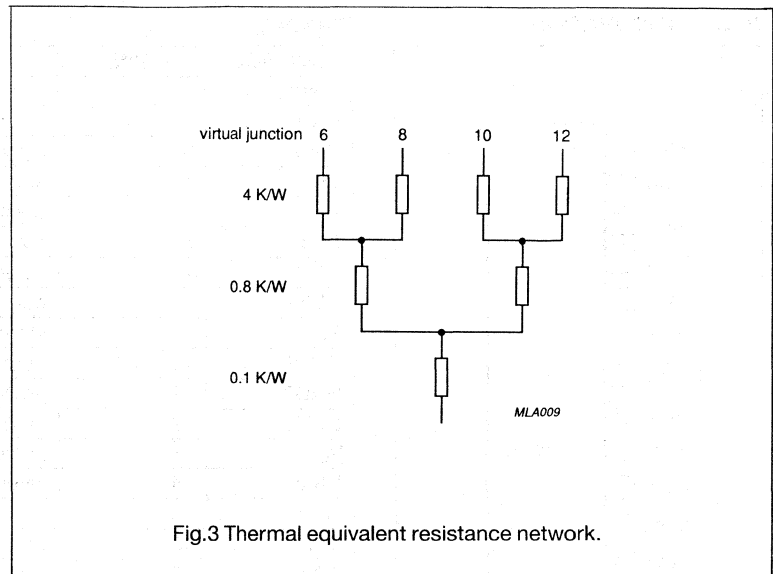 virtual junction 6 8 10 12
4 K/W
0.8 K/W
0.1 K/W
MLA009
Fig.3 Thermal equivalent resistance network.